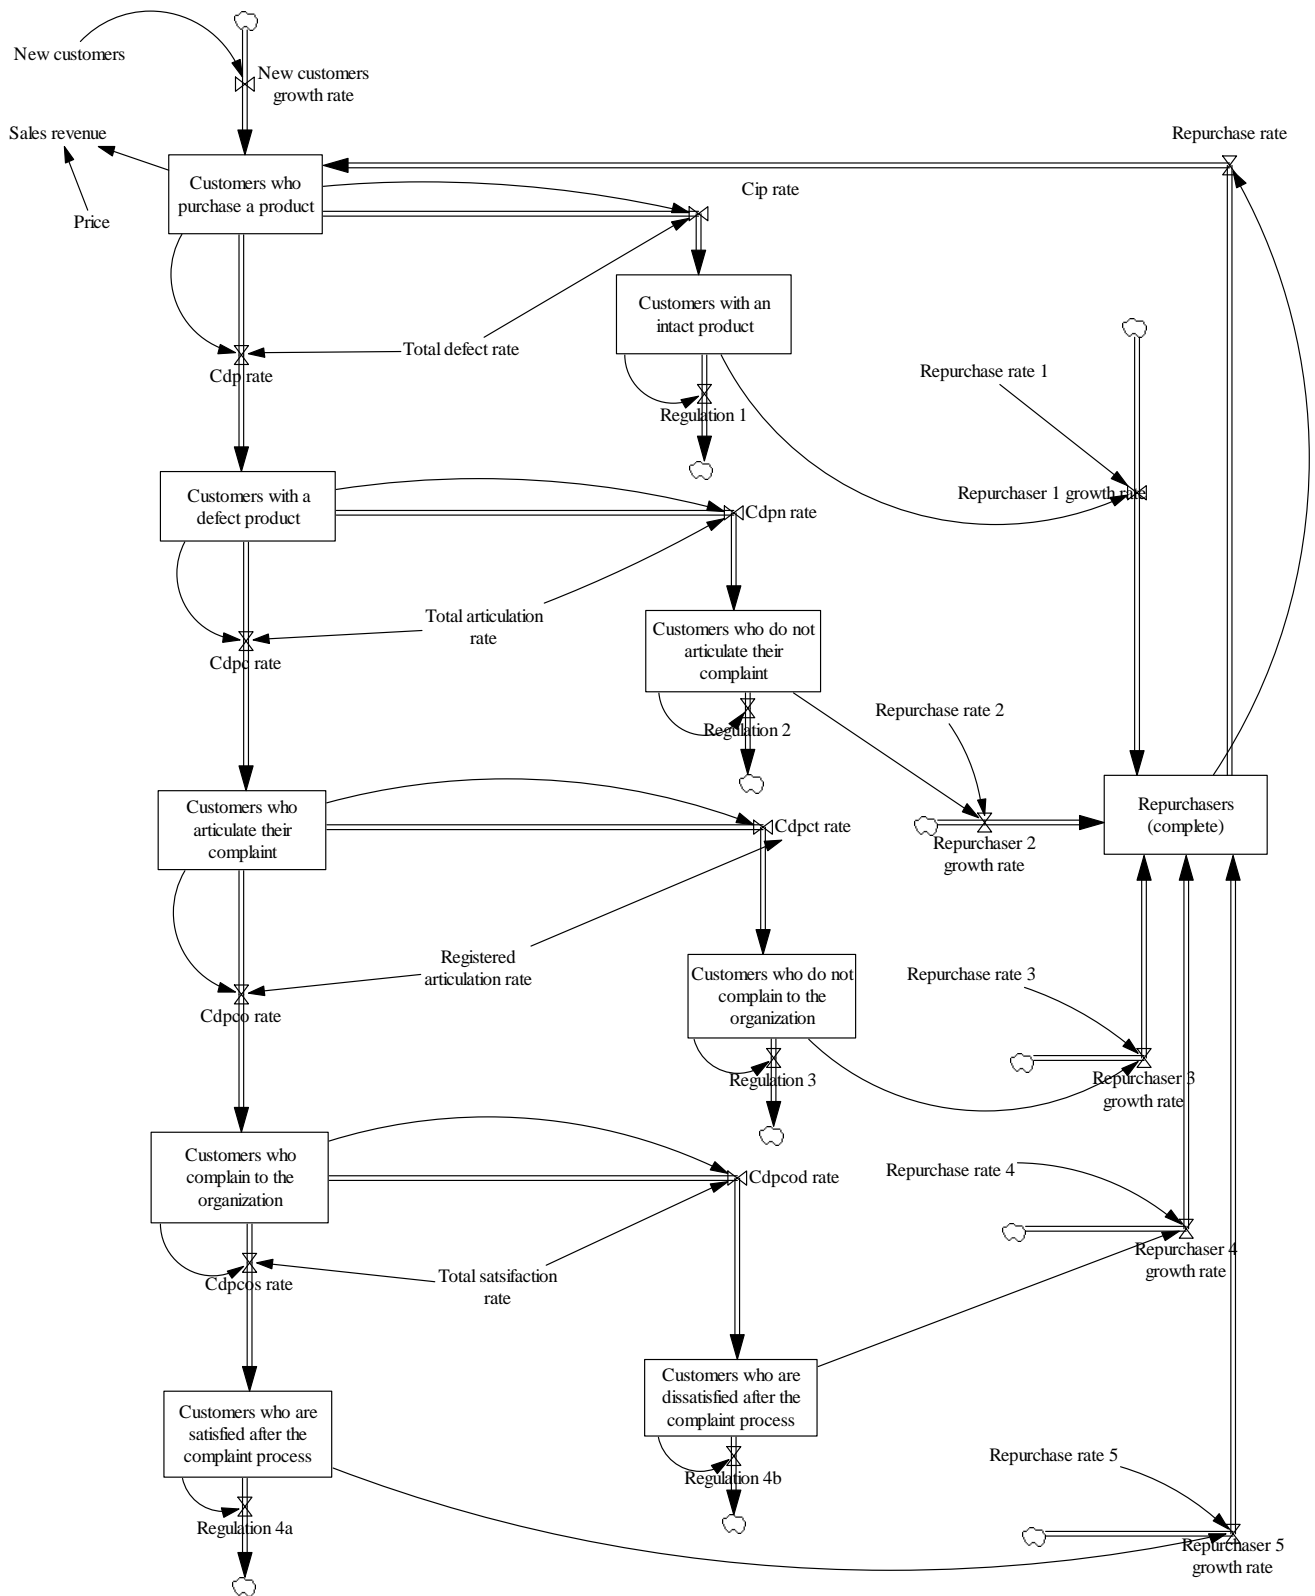 New customers
New customers
growth rate
Sales revenue
Repurchase rate
Customers who
purchase a product
Cip rate
Price
Customers with an
intact product
Total defect rate
Cdp rate
Repurchase rate 1
Regulation 1
Customers with a
defect product
Repurchaser 1 growth rate
Cdpn rate
Total articulation
rate
Customers who do not
articulate their
complaint
Cdpc rate
Repurchase rate 2
Regulation 2
Customers who
articulate their
complaint
Repurchasers
(complete)
Cdpct rate
Repurchaser 2
growth rate
Registered
articulation rate
Customers who do not
complain to the
organization
Repurchase rate 3
Cdpco rate
Regulation 3
Repurchaser 3
growth rate
Customers who
complain to the
organization
Cdpcod rate
Repurchase rate 4
Repurchaser 4
growth rate
Cdpcos rate
Total satsifaction
rate
Customers who are
dissatisfied after the
complaint process
Customers who are
satisfied after the
complaint process
Repurchase rate 5
Regulation 4b
Regulation 4a
Repurchaser 5
growth rate